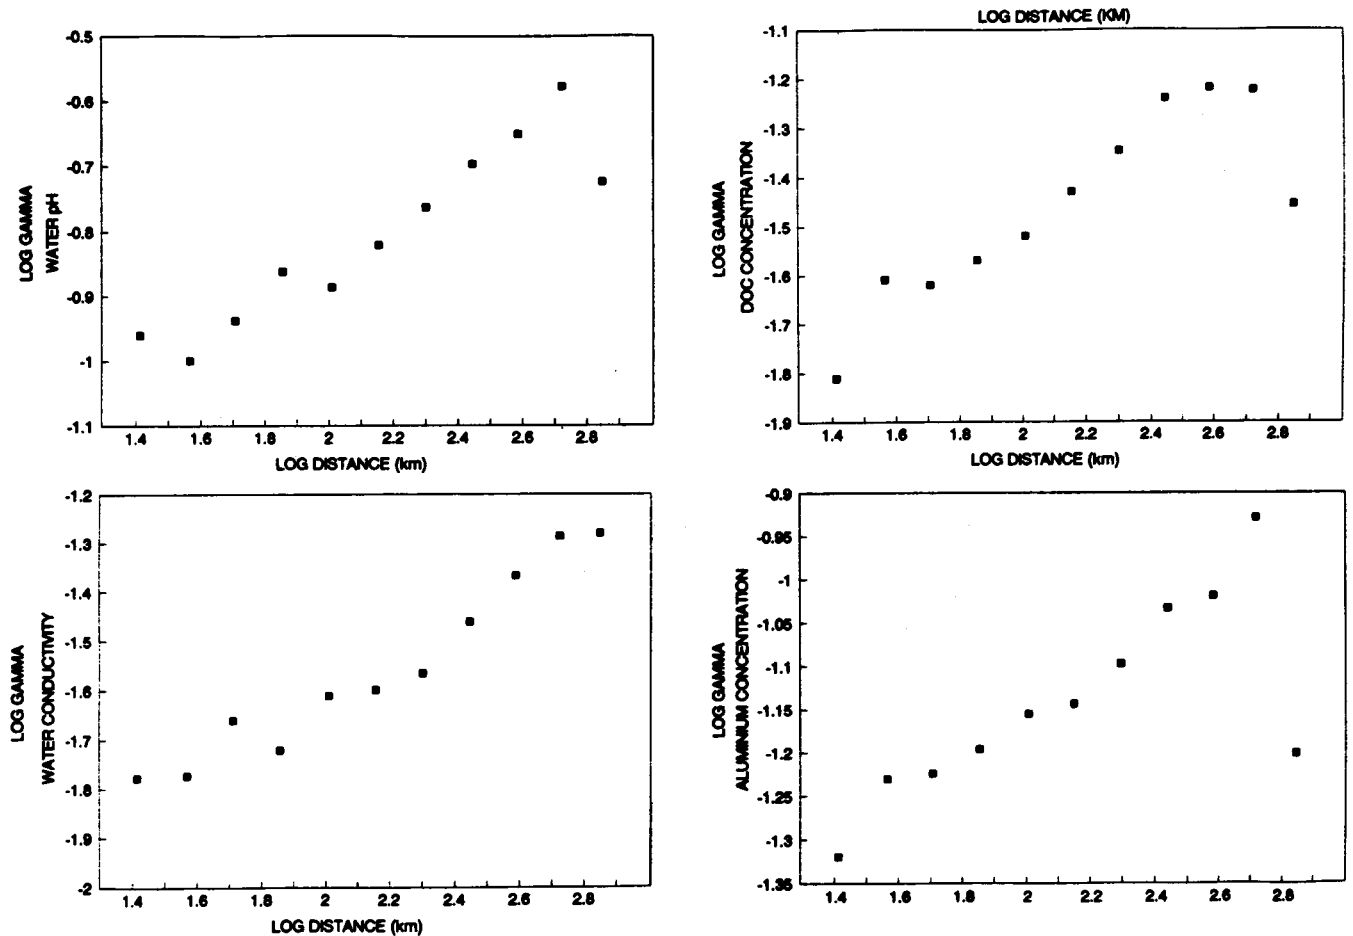 -0.5
-0.6
-0.7
-0.8
-0.9
-1
-1.1
LOG GAMMA
WATER pH
1.4 1.6 1.8 2 2.2 2.4 2.6 2.8
LOG DISTANCE (km)
LOG DISTANCE (KM)
-1.1
-1.2
-1.3
-1.4
-1.5
-1.6
-1.7
-1.8
-1.9
LOG GAMMA
DOC CONCENTRATION
1.4 1.6 1.8 2 2.2 2.4 2.6 2.8
LOG DISTANCE (km)
-1.2
-1.3
-1.4
-1.5
-1.6
-1.7
-1.8
-1.9
-2
LOG GAMMA
WATER CONDUCTIVITY
1.4 1.6 1.8 2 2.2 2.4 2.6 2.8
LOG DISTANCE (km)
-0.9
-0.95
-1
-1.05
-1.1
-1.15
-1.2
-1.25
-1.3
-1.35
LOG GAMMA
ALUMINIUM CONCENTRATION
1.4 1.6 1.8 2 2.2 2.4 2.6 2.8